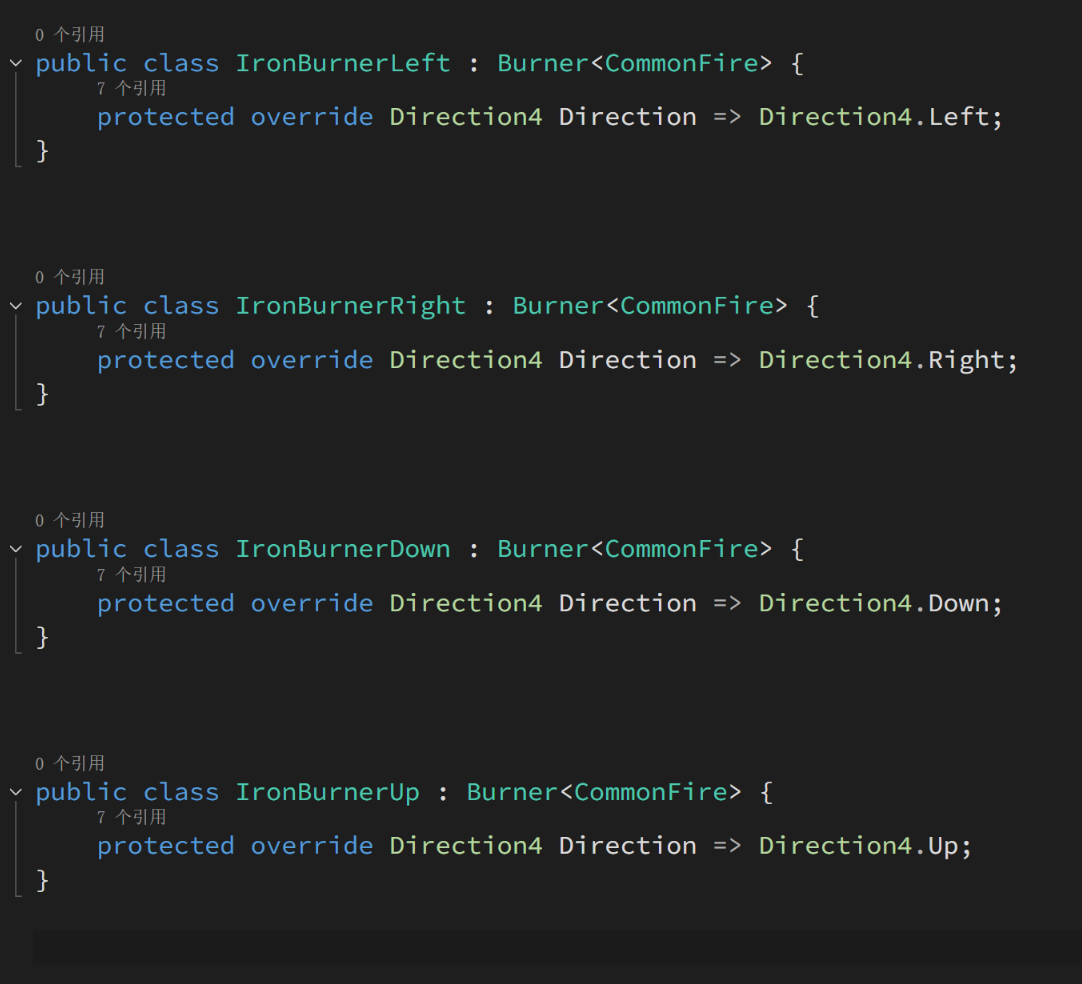 0 个引用
public class IronBurnerLeft : Burner<CommonFire> {
7 个引用
protected override Direction4 Direction => Direction4.Left;
}
0 个引用
public class IronBurnerRight : Burner<CommonFire> {
7 个引用
protected override Direction4 Direction => Direction4.Right;
}
0 个引用
public class IronBurnerDown : Burner<CommonFire> {
7 个引用
protected override Direction4 Direction => Direction4.Down;
}
0 个引用
public class IronBurnerUp : Burner<CommonFire> {
7 个引用
protected override Direction4 Direction => Direction4.Up;
}